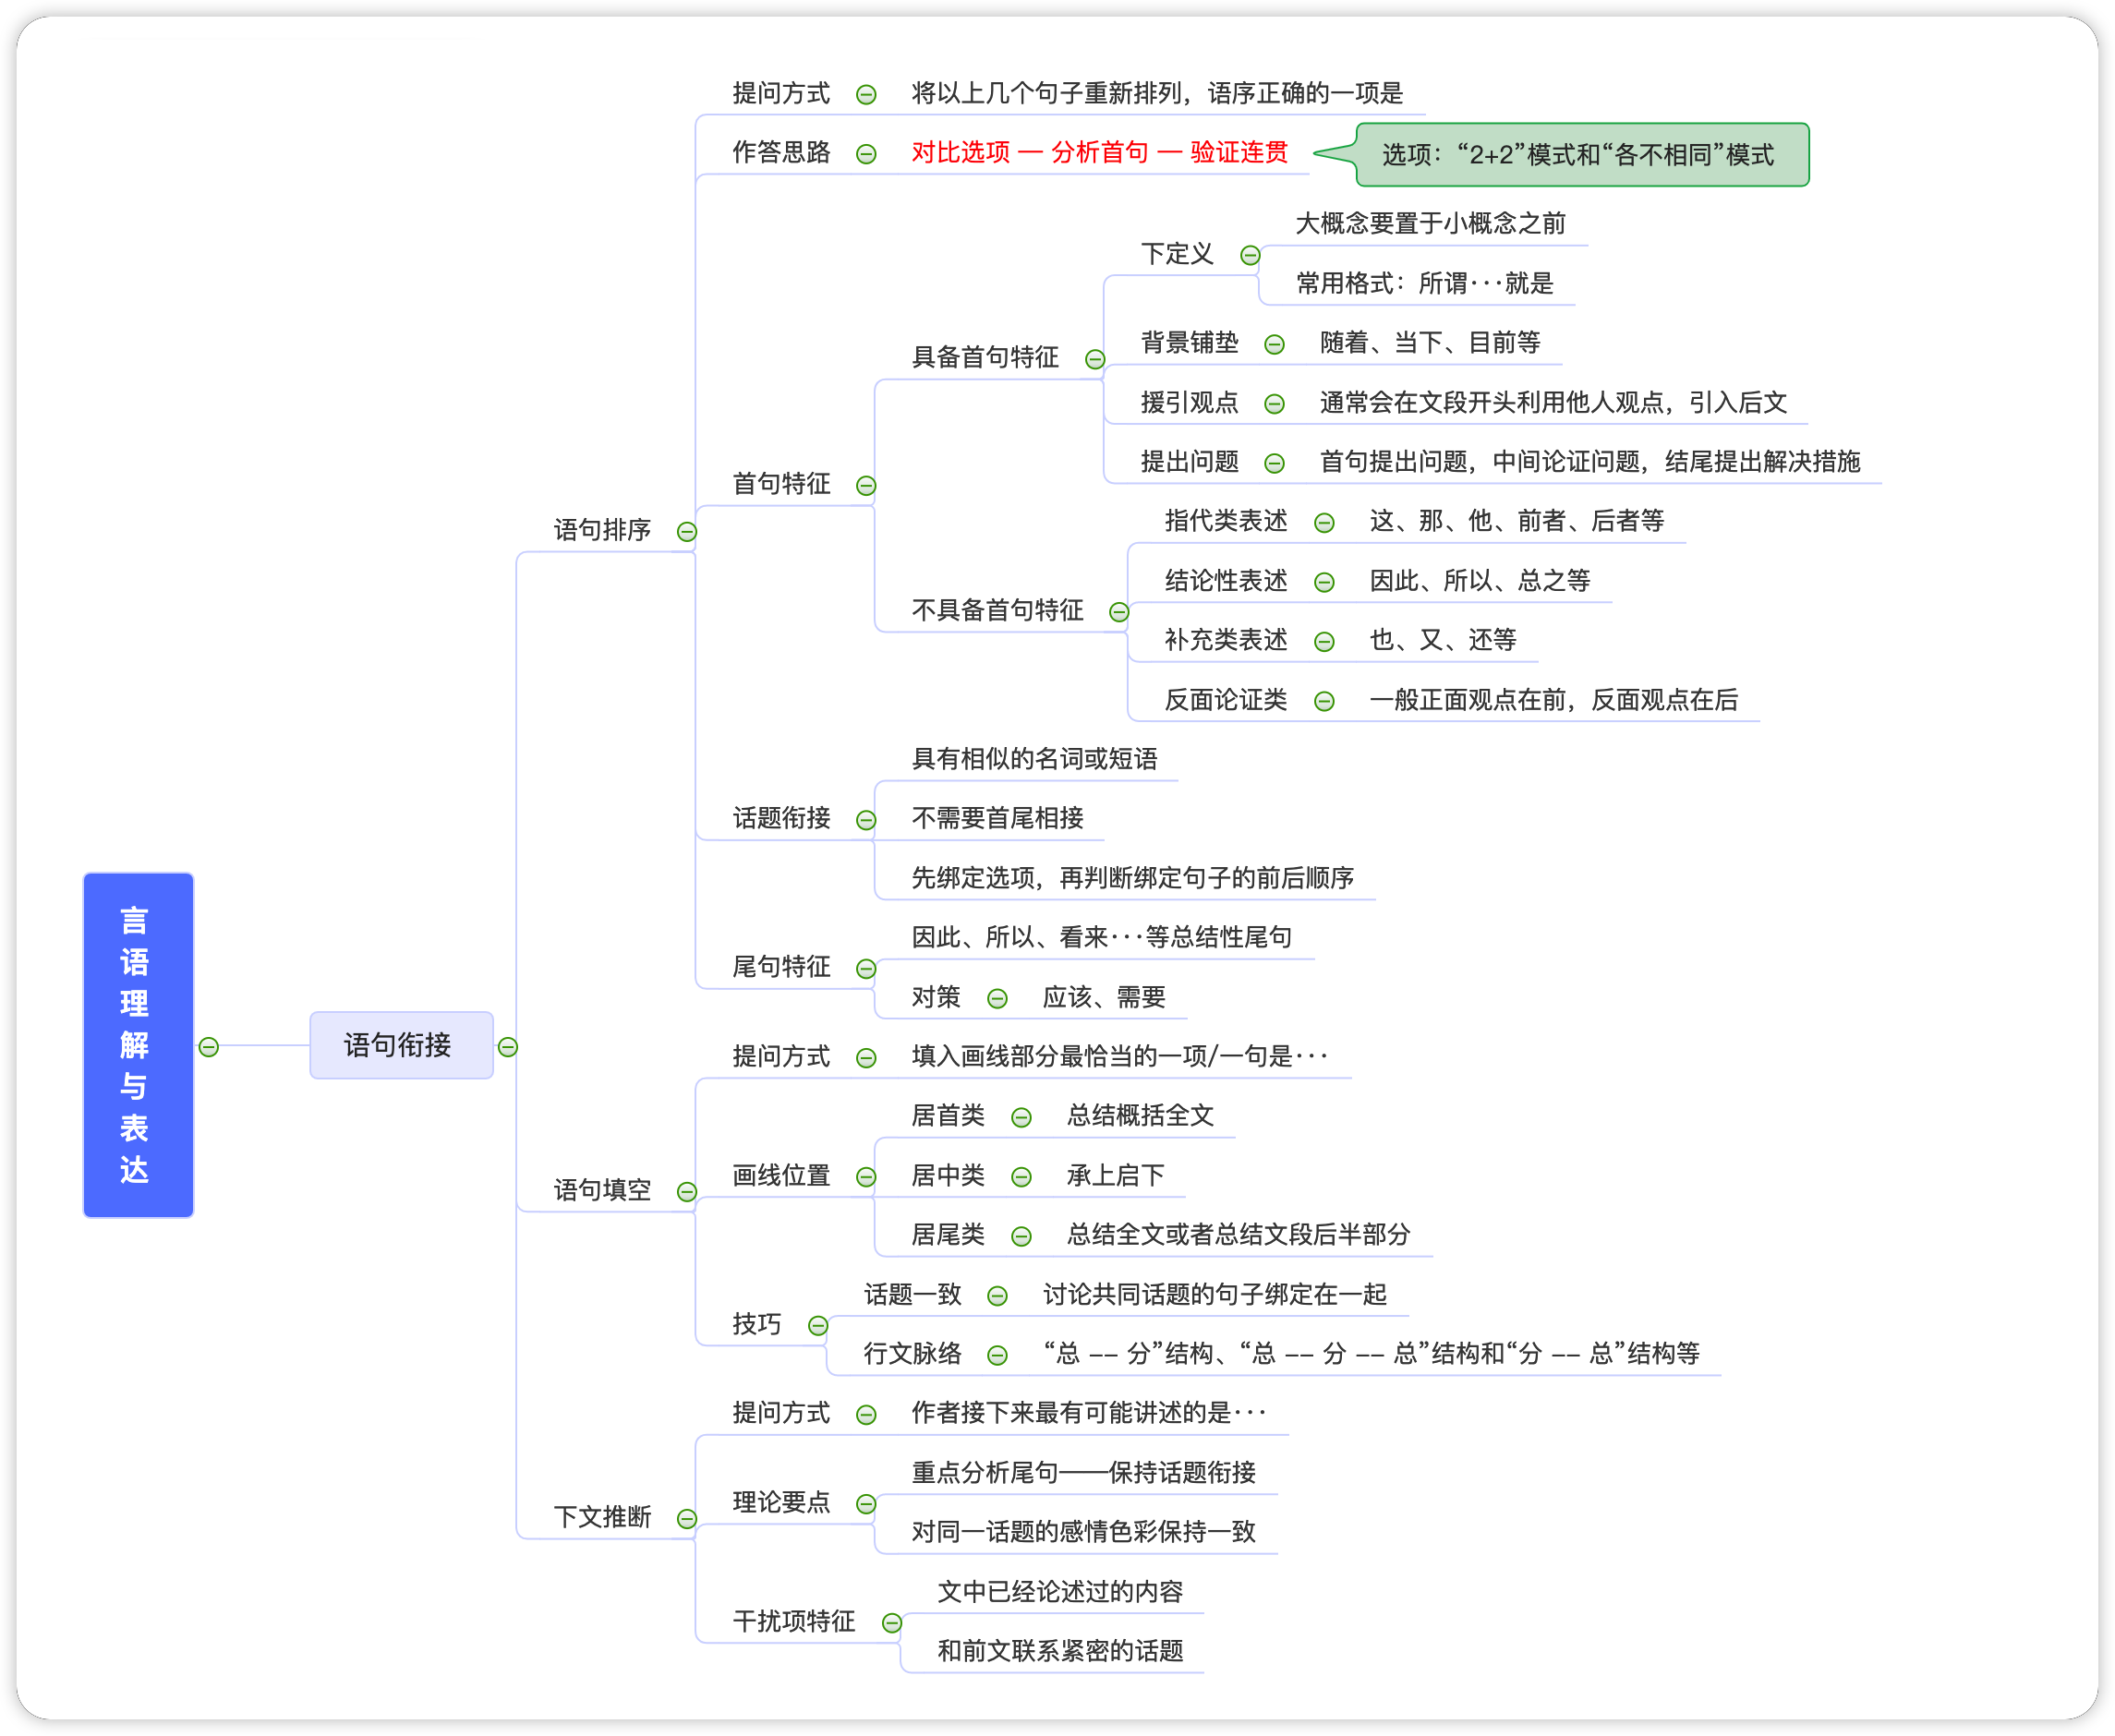 言语理解与表达
语句衔接
语句排序
提问方式
将以上几个句子重新排列，语序正确的一项是
作答思路
对比选项 — 分析首句 — 验证连贯
选项：“2+2”模式和“各不相同”模式
首句特征
具备首句特征
下定义
大概念要置于小概念之前
常用格式：所谓···就是
背景铺垫
随着、当下、目前等
援引观点
通常会在文段开头利用他人观点，引入后文
提出问题
首句提出问题，中间论证问题，结尾提出解决措施
不具备首句特征
指代类表述
这、那、他、前者、后者等
结论性表述
因此、所以、总之等
补充类表述
也、又、还等
反面论证类
一般正面观点在前，反面观点在后
话题衔接
具有相似的名词或短语
不需要首尾相接
先绑定选项，再判断绑定句子的前后顺序
尾句特征
因此、所以、看来···等总结性尾句
对策
应该、需要
语句填空
提问方式
填入画线部分最恰当的一项/一句是···
画线位置
居首类
总结概括全文
居中类
承上启下
居尾类
总结全文或者总结文段后半部分
技巧
话题一致
讨论共同话题的句子绑定在一起
行文脉络
“总 -- 分”结构、“总 -- 分 -- 总”结构和“分 -- 总”结构等
下文推断
提问方式
作者接下来最有可能讲述的是···
理论要点
重点分析尾句——保持话题衔接
对同一话题的感情色彩保持一致
干扰项特征
文中已经论述过的内容
和前文联系紧密的话题